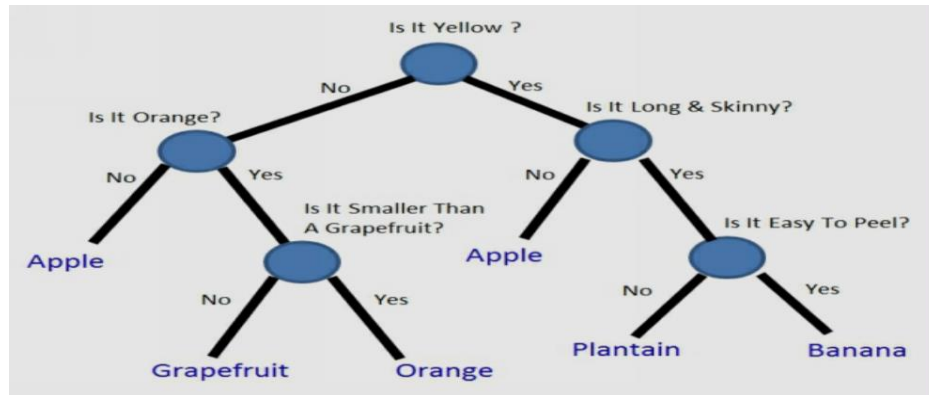 Is It Yellow ?
No
Yes
Is It Orange?
Is It Long & Skinny?
No
Yes
No
Yes
Is It Smaller Than
A Grapefruit?
Is It Easy To Peel?
Apple
Apple
No
Yes
No
Yes
Grapefruit
Orange
Plantain
Banana